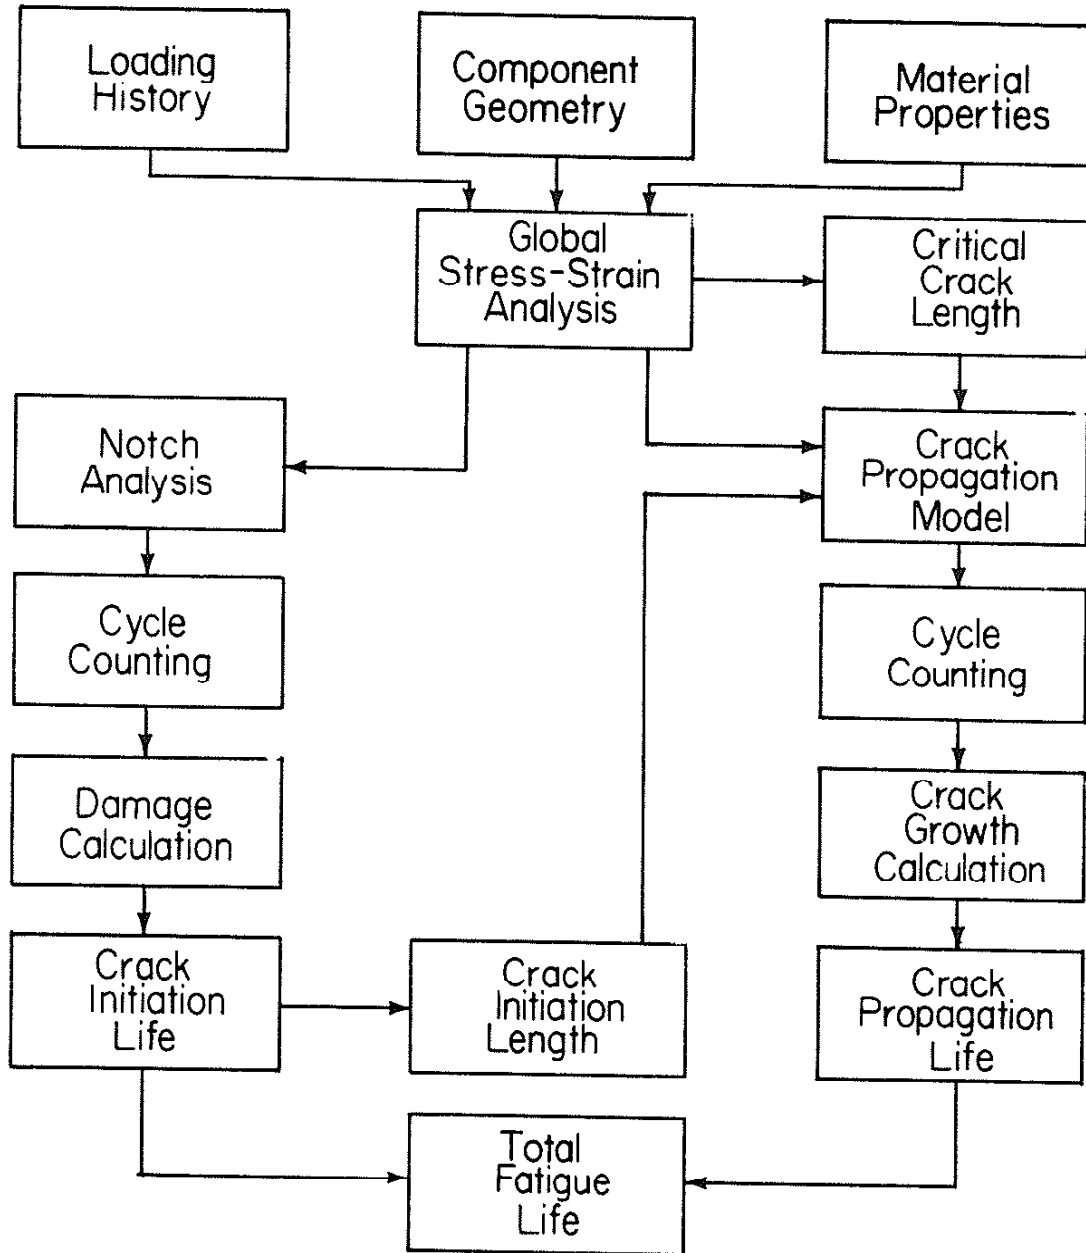 Loading
History
Component
Geometry
Material
Properties
Global
Stress-Strain
Analysis
Critical
Crack
Length
Notch
Analysis
Crack
Propagation
Model
Cycle
Counting
Cycle
Counting
Damage
Calculation
Crack
Growth
Calculation
Crack
Initiation
Life
Crack
Initiation
Length
Crack
Propagation
Life
Total
Fatigue
Life